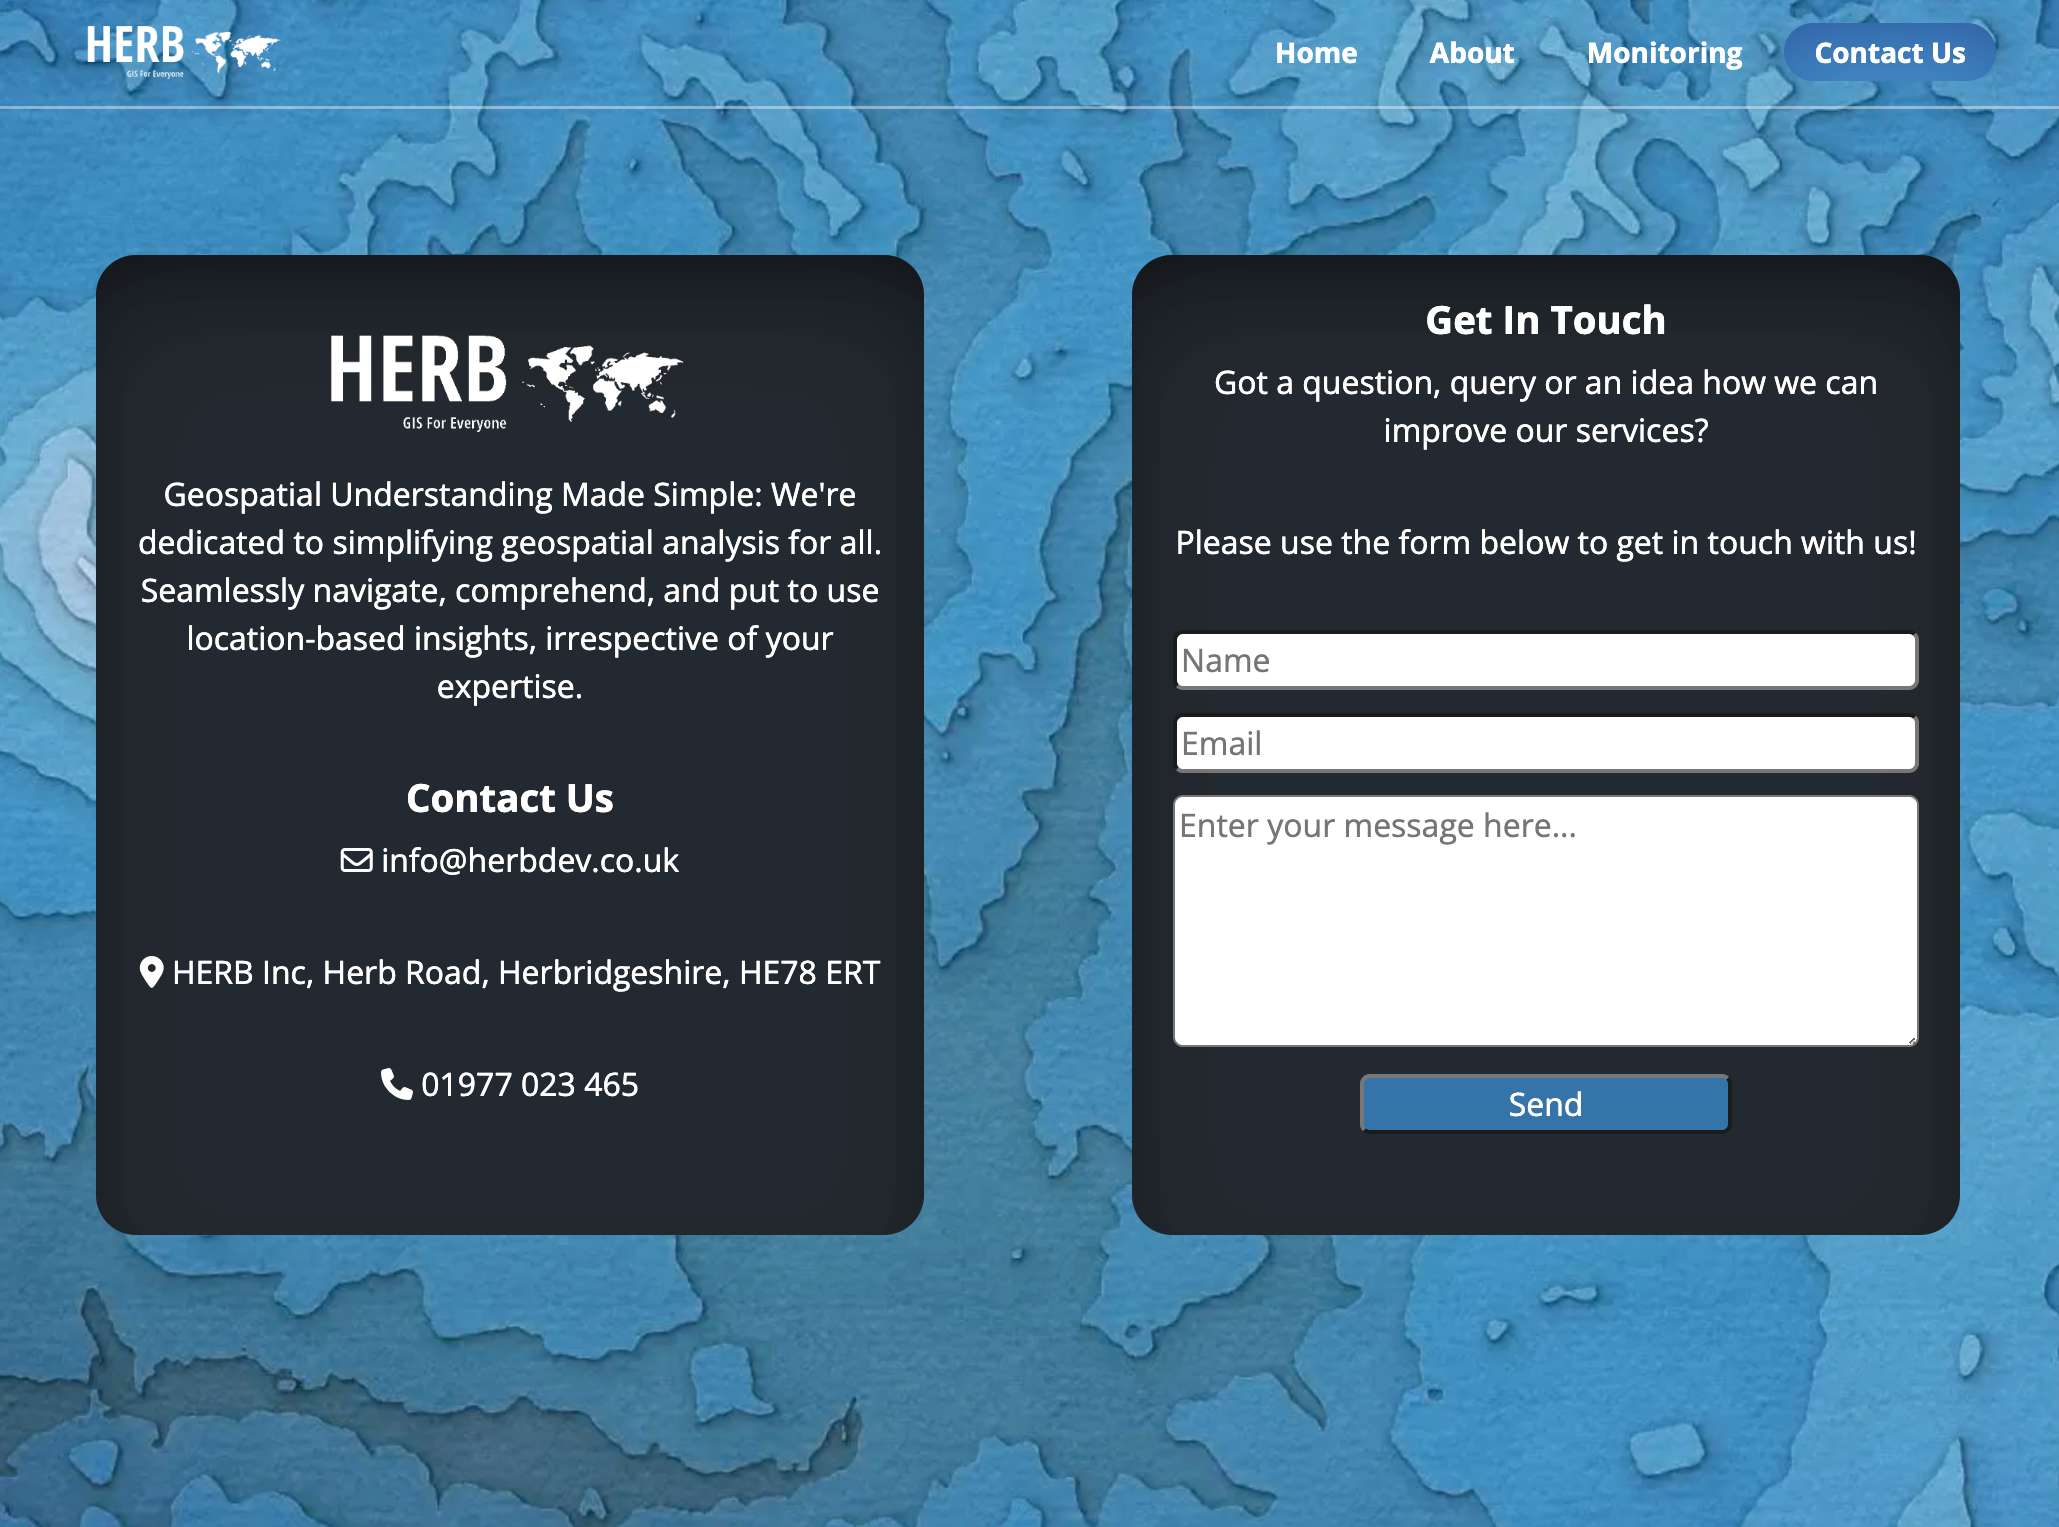 HERB
GIS For Everyone
Home
About
Monitoring
Contact Us
HERB
GIS For Everyone
Geospatial Understanding Made Simple: We're
dedicated to simplifying geospatial analysis for all.
Seamlessly navigate, comprehend, and put to use
location-based insights, irrespective of your
expertise.
Contact Us
info@herbdev.co.uk
HERB Inc, Herb Road, Herbridgeshire, HE78 ERT
01977 023 465
Get In Touch
Got a question, query or an idea how we can
improve our services?
Please use the form below to get in touch with us!
Name
Email
Enter your message here...
Send